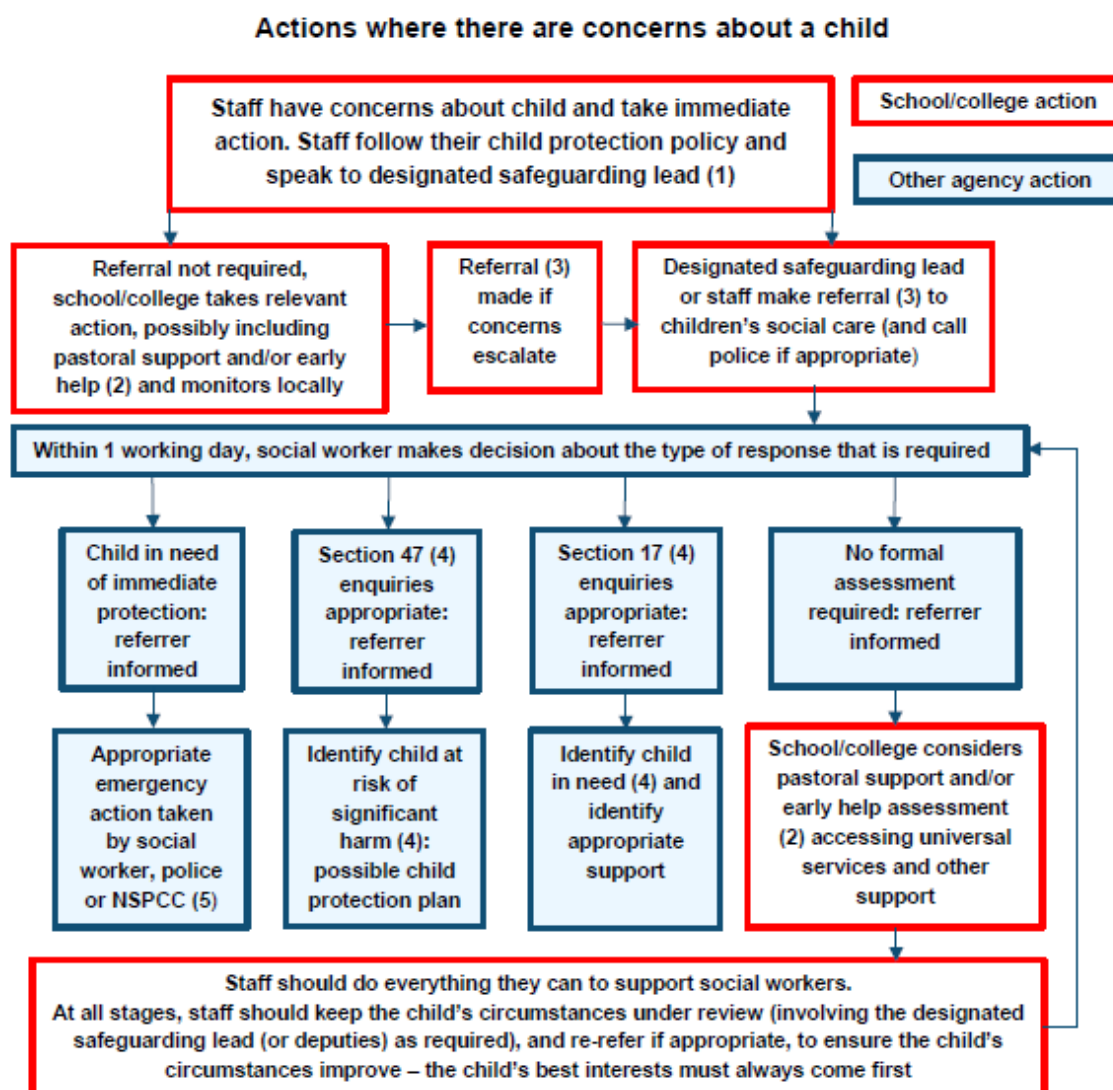 Actions where there are concerns about a child
Staff have concerns about child and take immediate
action. Staff follow their child protection policy and
speak to designated safeguarding lead (1)
School/college action
Other agency action
Referral not required,
school/college takes relevant
action, possibly including
pastoral support and/or early
help (2) and monitors locally
Referral (3)
made if
concerns
escalate
Designated safeguarding lead
or staff make referral (3) to
children’s social care (and call
police if appropriate)
Within 1 working day, social worker makes decision about the type of response that is required
Child in need
of immediate
protection:
referrer
informed
Section 47 (4)
enquiries
appropriate:
referrer
informed
Section 17 (4)
enquiries
appropriate:
referrer
informed
No formal
assessment
required: referrer
informed
Appropriate
emergency
action taken
by social
worker, police
or NSPCC (5)
Identify child at
risk of
significant
harm (4):
possible child
protection plan
Identify child
in need (4) and
identify
appropriate
support
School/college considers
pastoral support and/or
early help assessment
(2) accessing universal
services and other
support
Staff should do everything they can to support social workers.
At all stages, staff should keep the child’s circumstances under review (involving the designated
safeguarding lead (or deputies) as required), and re-refer if appropriate, to ensure the child’s
circumstances improve – the child’s best interests must always come first